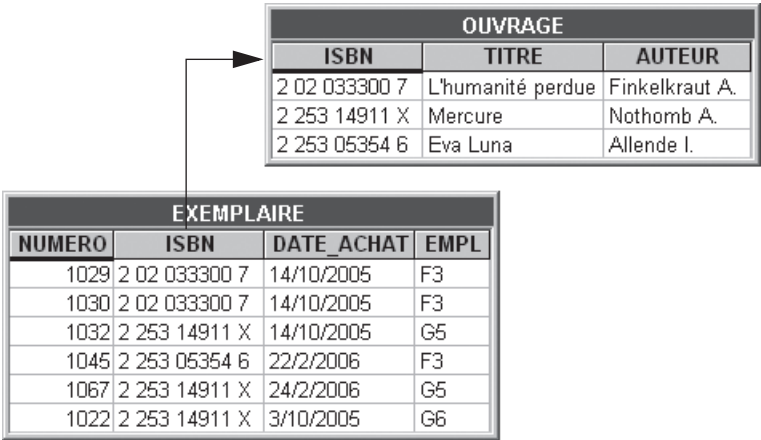 OUVRAGE
ISBN TITRE AUTEUR
2 02 033300 7 L'humanité perdue Finkelkraut A.
2 253 14911 X Mercure Nothomb A.
2 253 05354 6 Eva Luna Allende I.
EXEMPLAIRE
NUMERO ISBN DATE_ACHAT EMPL
1029 2 02 033300 7 14/10/2005 F3
1030 2 02 033300 7 14/10/2005 F3
1032 2 253 14911 X 14/10/2005 G5
1045 2 253 05354 6 22/2/2006 F3
1067 2 253 14911 X 24/2/2006 G5
1022 2 253 14911 X 3/10/2005 G6